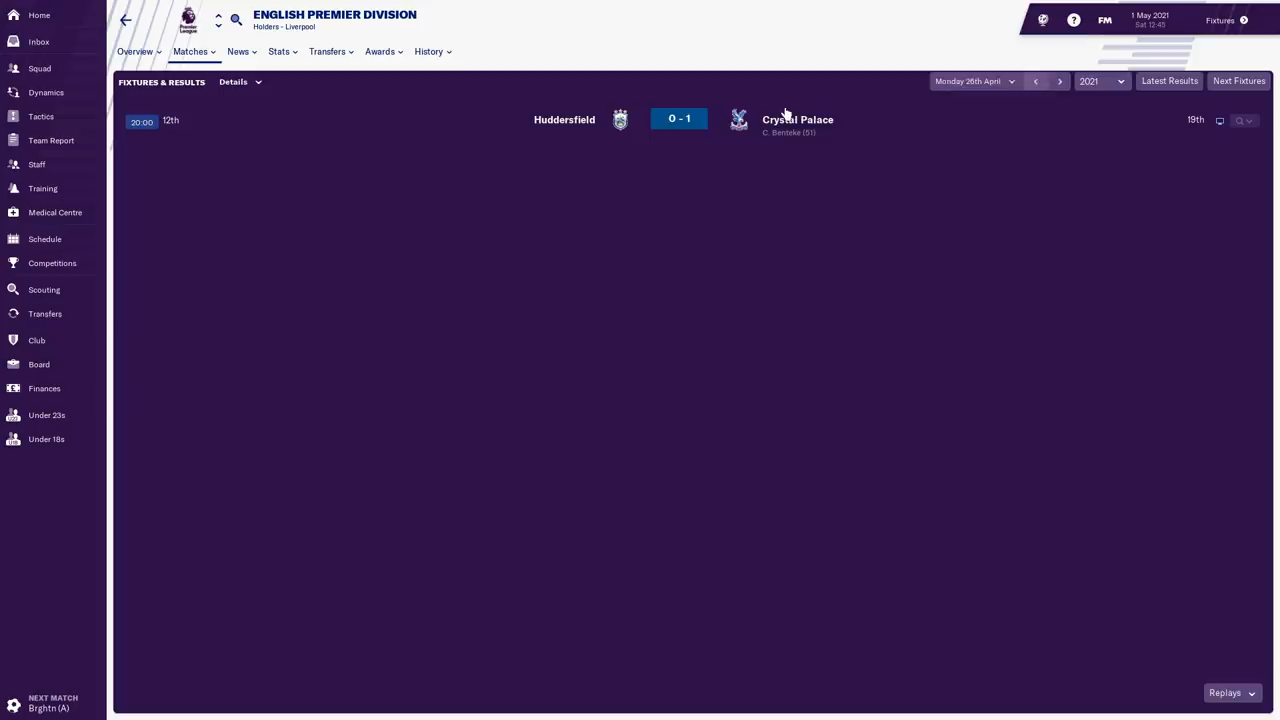 Home
Inbox
Squad
Dynamics
Tactics
Team Report
Staff
Training
Medical Centre
Schedule
Competitions
Scouting
Transfers
Club
Board
Finances
Under 23s
Under 18s
NEXT MATCH
Brghtn (A)
ENGLISH PREMIER DIVISION
Holders - Liverpool
FM
1 May 2021
Sat 12:45
Fixtures
Overview
Matches
News
Stats
Transfers
Awards
History
FIXTURES & RESULTS
Details
Monday 26th April
2021
Latest Results
Next Fixtures
20:00 12th Huddersfield 0 - 1 Crystal Palace 19th
C. Benteke (51)
Replays